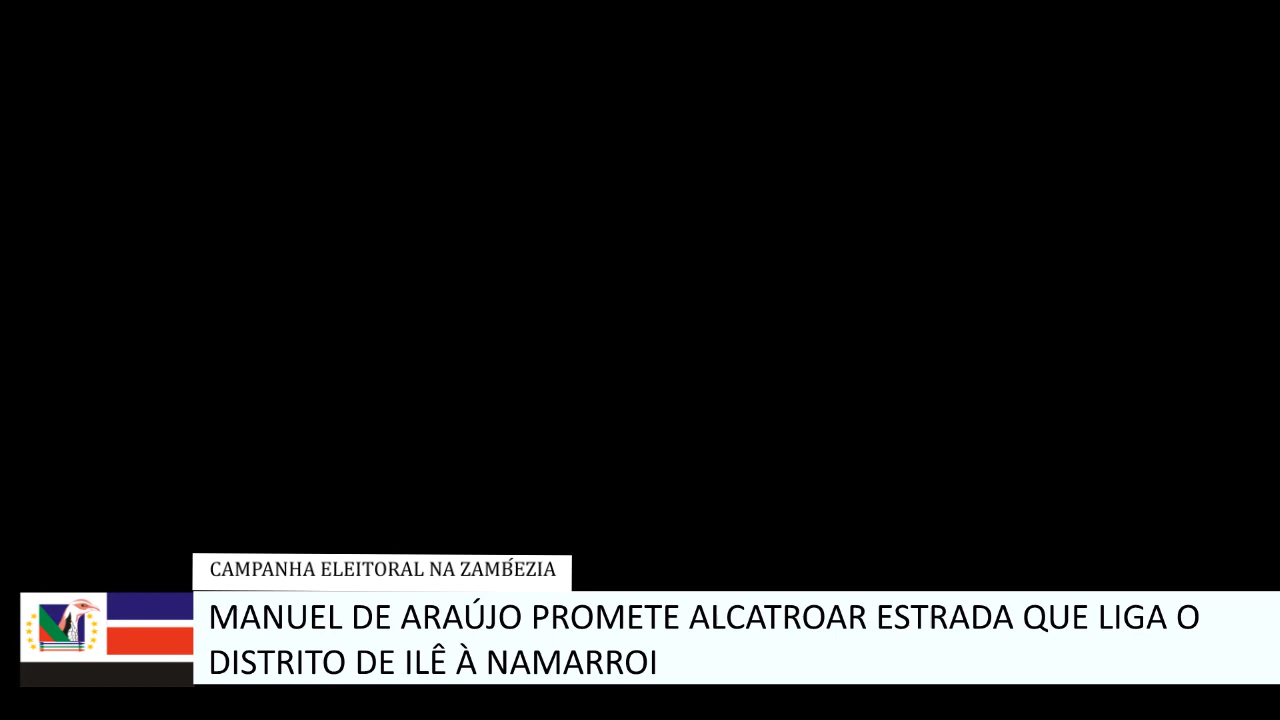 CAMPANHA ELEITORAL NA ZAMBÉZIA
MANUEL DE ARAÚJO PROMETE ALCATROAR ESTRADA QUE LIGA O
DISTRITO DE ILÊ À NAMARROI